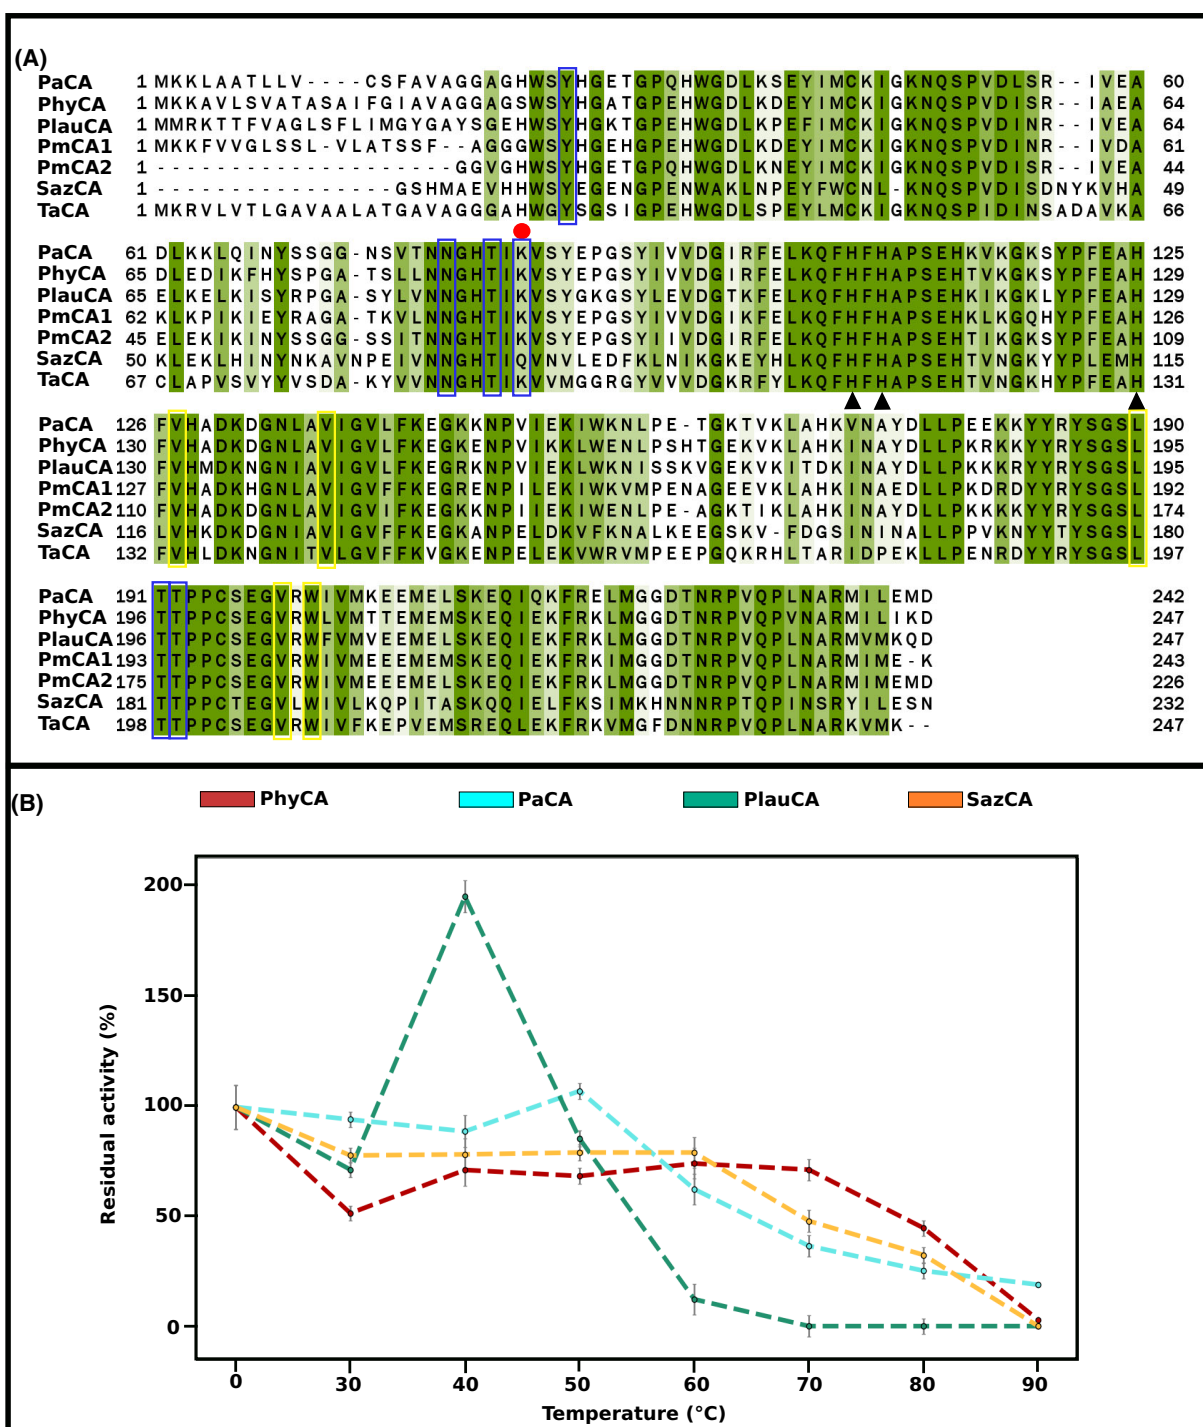 (A)
PaCA 1 MKKLAATLLV----CSFAVAGGAGHWSYHGETGPQHWGDLKSEYIMCKIGKNQSPVDLSR--IVEA 60
PhyCA 1 MKKAVLSVATASAIFGIAVAGGAGSWSYHGATGPEHWGDLKDEYIMCKIGKNQSPVDISR--IAEA 64
PlauCA 1 MMRKTTFVAGLSFLIMGYGAYSGEHWSYHGKTGPEHWGDLKPEFIMCKIGKNQSPVDINR--IVEA 64
PmCA1 1 MKKFVVGLSSL-VLATSSF--AGGGWSYHGEHGPEHWGDLKDEYIMCKIGKNQSPVDINR--IVDA 61
PmCA2 1 --------------------GGVGHWSYHGETGPQHWGDLKNEYIMCKIGKNQSPVDISR--IVEA 44
SazCA 1 ----------------GSHMAEVHHWSYEGENGPENWAKLNPEYFWCNL-KNQSPVDISDNYKVHA 49
TaCA 1 MKRVLVTLGAVAALATGAVAGGGAHWGYSGSIGPEHWGDLSPEYLMCKIGKNQSPIDINSADAVKA 66
PaCA 61 DLKKLQINYSSGG-NSVTNNGHTIKVSYEPGSYIVVDGIRFELKQFHFHAPSEHKVKGKSYPFEAH 125
PhyCA 65 DLEDIKFHYSPGA-TSLLNNGHTIKVSYEPGSYIVVDGIRFELKQFHFHAPSEHKVKGKSYPFEAH 129
PlauCA 65 ELKELKISYRPGA-SYLVNNGHTIKVSYGKGSYLEVDGTKFELKQFHFHAPSEHKIKGKLYPFEAH 129
PmCA1 62 KLKPIKIEYRAGA-TKVLNNGHTIKVSYEPGSYIVVDGIKFELKQFHFHAPSEHKLKGQHYPFEAH 126
PmCA2 45 ELEKIKINYSSGG-SSITNNGHTIKVSYEPGSYIVVDGIRFELKQFHFHAPSEHKIKGKSYPFEAH 109
SazCA 50 KLEKLHINYNKAVNPEIVNNGHTIQVNVLEDFKLNIKGKEYHLKQFHFHAPSEHTVNGKYYPLEMH 115
TaCA 67 CLAPVSVYYVSDA-KYVVNNGHTIKVVMGGRGYVVVDGKRFYLKQFHFHAPSEHTVNGKHYPFEAH 131
PaCA 126 FVHADKDGNLAVIGVLFKEGKKNPVIEKIWKNLPE-TGKTVKLAHKVNAYDLLPEEKKYYRYSGSL 190
PhyCA 130 FVHADKHGNLAVIGVFFKEGRENPVIEKLWENLPSHTGEKVKLAHKINAYDLLPKRKKYYRYSGSL 195
PlauCA 130 FVHMDKNGNIAVIGVFFKEGRKNPVIEKLWKNISSKVGEKVKITDKINAYDLLPKKKRYYRYSGSL 195
PmCA1 127 FVHADKHGNLAVIGVFFKEGRENPILEKIWKVMPENAGEEVKLAHKINAEDLLPKDRDYYRYSGSL 192
PmCA2 110 FVHADKDGNLAVIGVIFKEGKKNPIIEKIWENLPE-AGKTIKLAHKINAYDLLPKKKKYYRYSGSL 174
SazCA 116 LVHKDKDGNIAVIGVFFKEGKANPELDKVFKNALKEEGSKV-FDGSININALLPPVKNYYTYSGSL 180
TaCA 132 FVHLDKNGNITVLGVFFKVGKENPELEKVWRVMPEEPGQKRHLTARIDPEKLLPENRDYYRYSGSL 197
PaCA 191 TTPPCSEGVRWIVMKEEMELSKEQIQKFRELMGGDTNRPVQPLNARMILEMD 242
PhyCA 196 TTPPCSEGVRWLVMTTEMEMSKEQIEKFRKLMGGDTNRPVQPVNARMILIKD 247
PlauCA 196 TTPPCSEGVRWFVMVEEMELSKEQIEKFRKLMGGDTNRPVQPLNARMVMKQD 247
PmCA1 193 TTPPCSEGVRWIVMEEEMEMSKEQIEKFRKIMGGDTNRPVQPLNARMIME-K 243
PmCA2 175 TTPPCSEGVRWIVMEEEMELSKEQIEKFRKLMGGDTNRPVQPLNARMIMEMD 226
SazCA 181 TTPPCTEGVLWIVLKQPITASKQQIELFKSIMKHNNNRPTQPINSRYILESN 232
TaCA 198 TTPPCSEGVRWIVFKEPVEMSREQLEKFRKVMGFDNNRPVQPLNARKVMK-- 247
(B)
PhyCA PaCA PlauCA SazCA
200
150
100
50
0
Residual activity (%)
0 30 40 50 60 70 80 90
Temperature (°C)